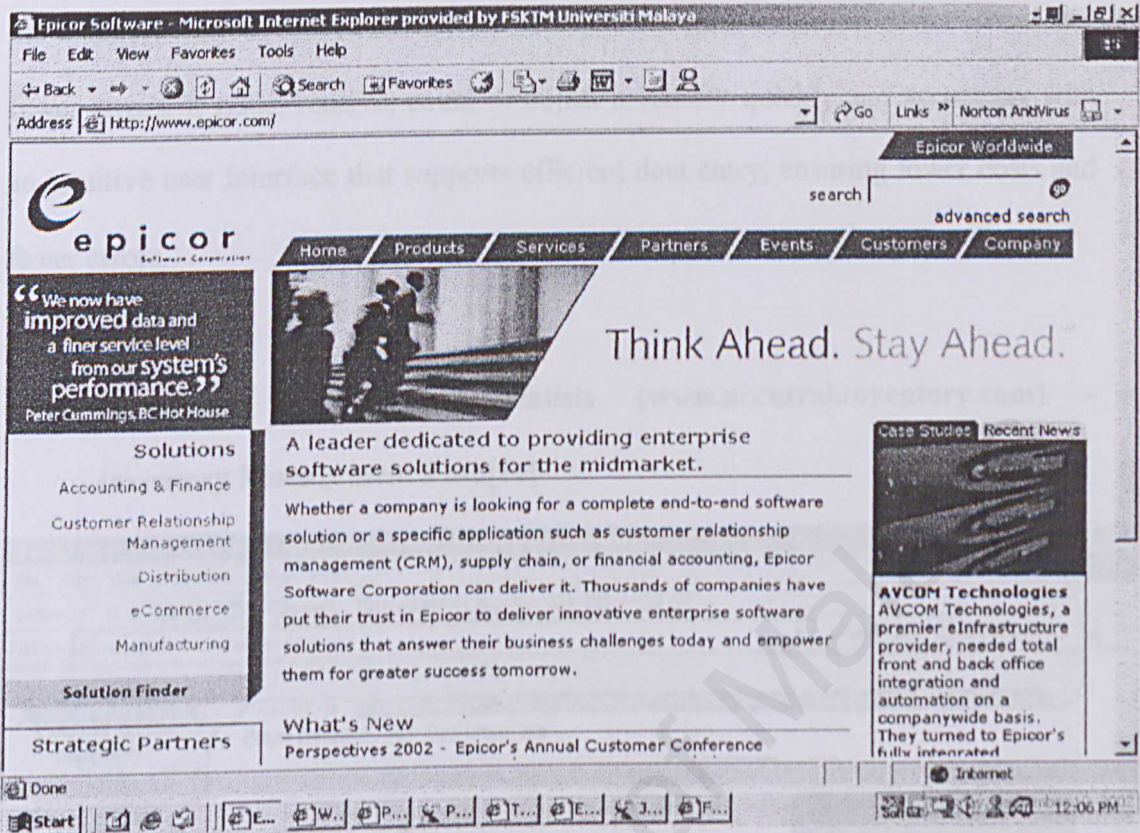 Epicor Software - Microsoft Internet Explorer provided by FSKTM Universiti Malaya
File Edit View Favorites Tools Help
Back Search Favorites
Address http://www.epicor.com/ Go Links » Norton AntiVirus
Epicor Worldwide
search go
advanced search
epicor
Home Products Services Partners Events Customers Company
“We now have
improved data and
a finer service level
from our system's
performance.”
Peter Cummings, BC Hot House
Think Ahead. Stay Ahead.™
Solutions
Accounting & Finance
Customer Relationship
Management
Distribution
eCommerce
Manufacturing
Solution Finder
Strategic Partners
A leader dedicated to providing enterprise
software solutions for the midmarket.
Whether a company is looking for a complete end-to-end software
solution or a specific application such as customer relationship
management (CRM), supply chain, or financial accounting, Epicor
Software Corporation can deliver it. Thousands of companies have
put their trust in Epicor to deliver innovative enterprise software
solutions that answer their business challenges today and empower
them for greater success tomorrow.
What's New
Perspectives 2002 - Epicor's Annual Customer Conference
Case Studies Recent News
AVCOM Technologies
AVCOM Technologies, a
premier eInfrastructure
provider, needed total
front and back office
integration and
automation on a
companywide basis.
They turned to Epicor's
fully integrated
Done Internet
Start E... W... P... P... T... E... F... 12:06 PM